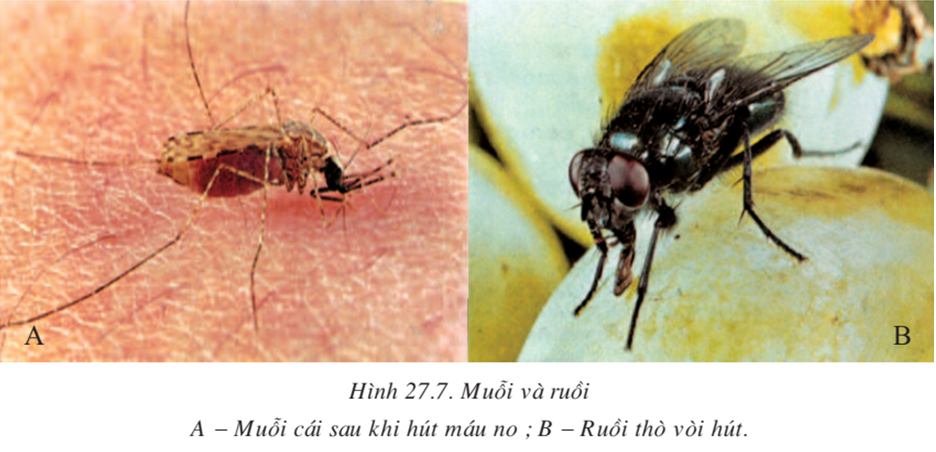 A
B
Hình 27.7. Muỗi và ruồi
A – Muỗi cái sau khi hút máu no ; B – Ruồi thò vòi hút.